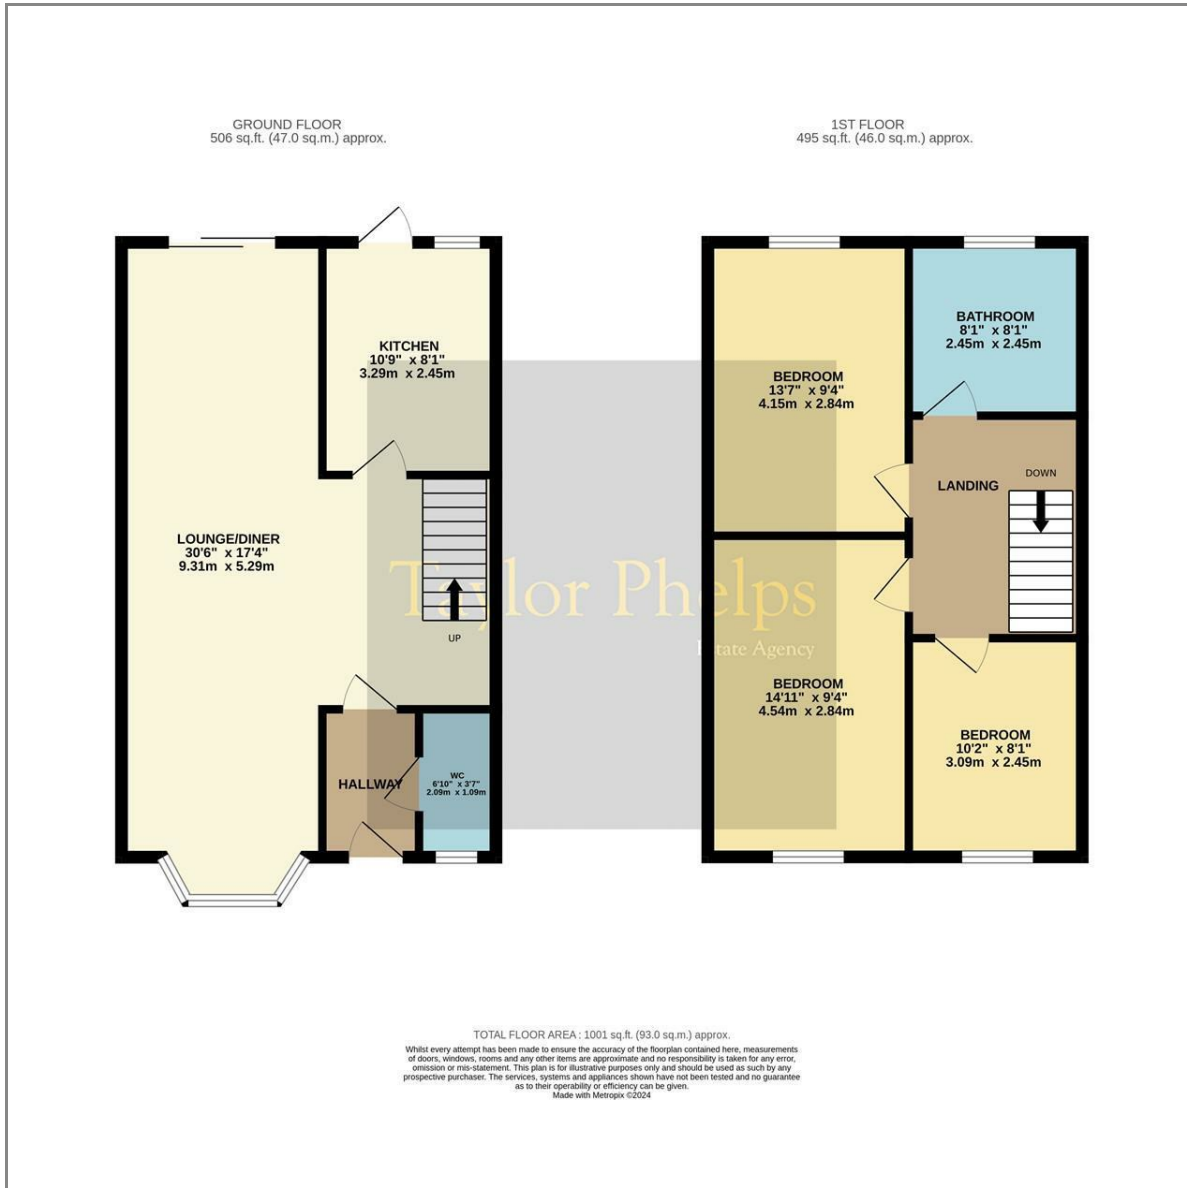 GROUND FLOOR
506 sq.ft. (47.0 sq.m.) approx.
1ST FLOOR
495 sq.ft. (46.0 sq.m.) approx.
KITCHEN
10'9" x 8'1"
3.29m x 2.45m
LOUNGE/DINER
30'6" x 17'4"
9.31m x 5.29m
UP
HALLWAY
WC
6'10" x 3'7"
2.09m x 1.09m
BEDROOM
13'7" x 9'4"
4.15m x 2.84m
BATHROOM
8'1" x 8'1"
2.45m x 2.45m
LANDING
DOWN
BEDROOM
14'11" x 9'4"
4.54m x 2.84m
BEDROOM
10'2" x 8'1"
3.09m x 2.45m
Taylor Phelps
Estate Agency
TOTAL FLOOR AREA : 1001 sq.ft. (93.0 sq.m.) approx.
Whilst every attempt has been made to ensure the accuracy of the floorplan contained here, measurements
of doors, windows, rooms and any other items are approximate and no responsibility is taken for any error,
omission or mis-statement. This plan is for illustrative purposes only and should be used as such by any
prospective purchaser. The services, systems and appliances shown have not been tested and no guarantee
as to their operability or efficiency can be given.
Made with Metropix ©2024